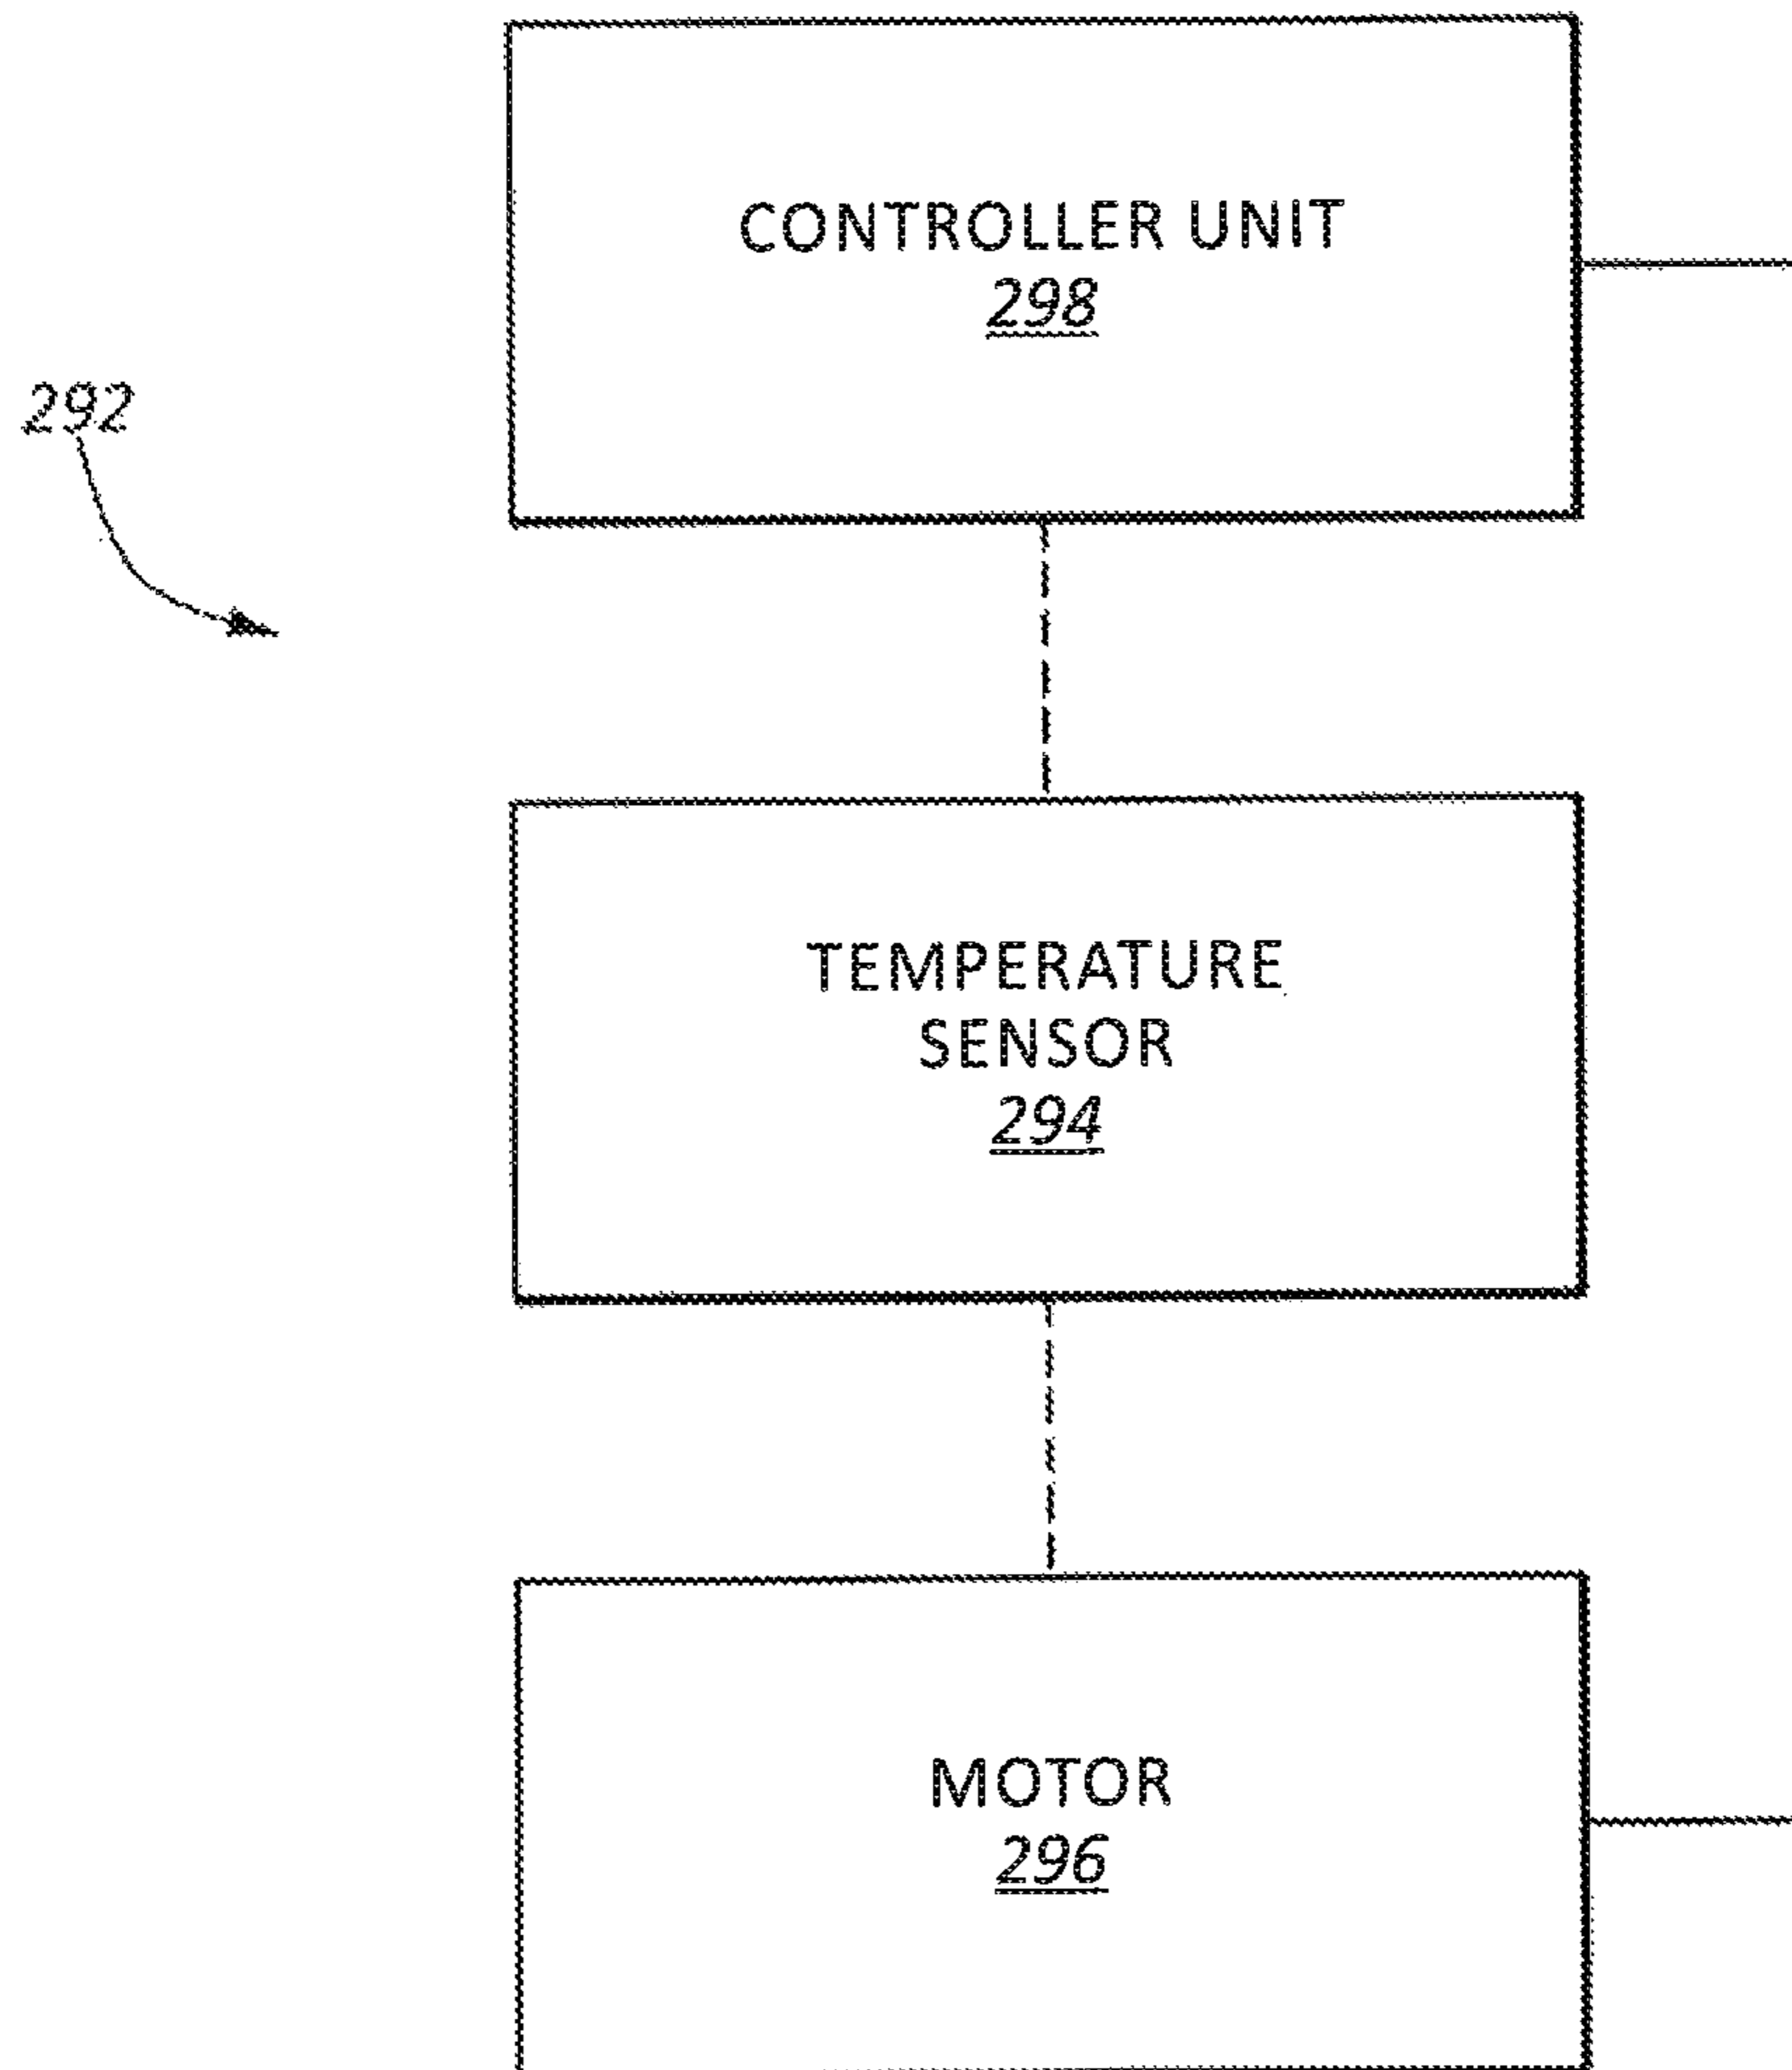 CONTROLLER UNIT
298
292
TEMPERATURE
SENSOR
294
MOTOR
296